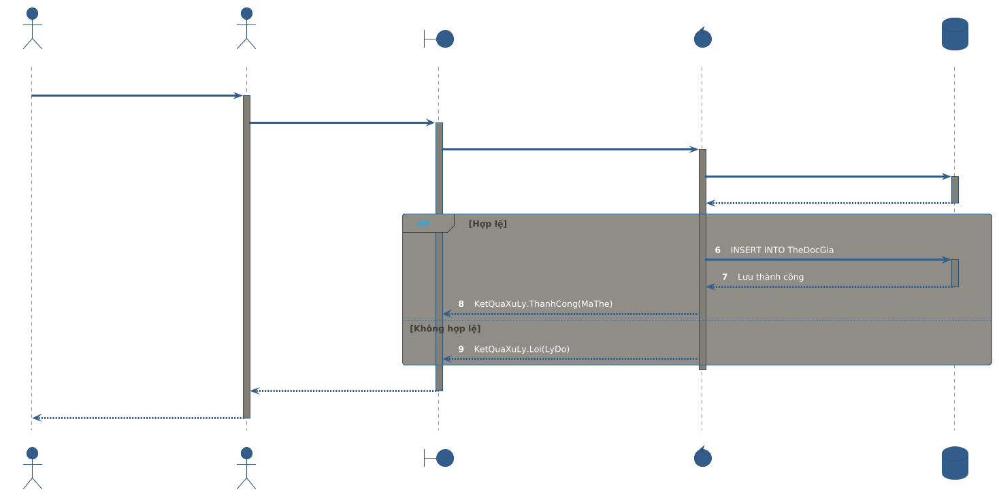 alt [Hợp lệ]
6 INSERT INTO TheDocGia
7 Lưu thành công
8 KetQuaXuLy.ThanhCong(MaThe)
[Không hợp lệ]
9 KetQuaXuLy.Loi(LyDo)